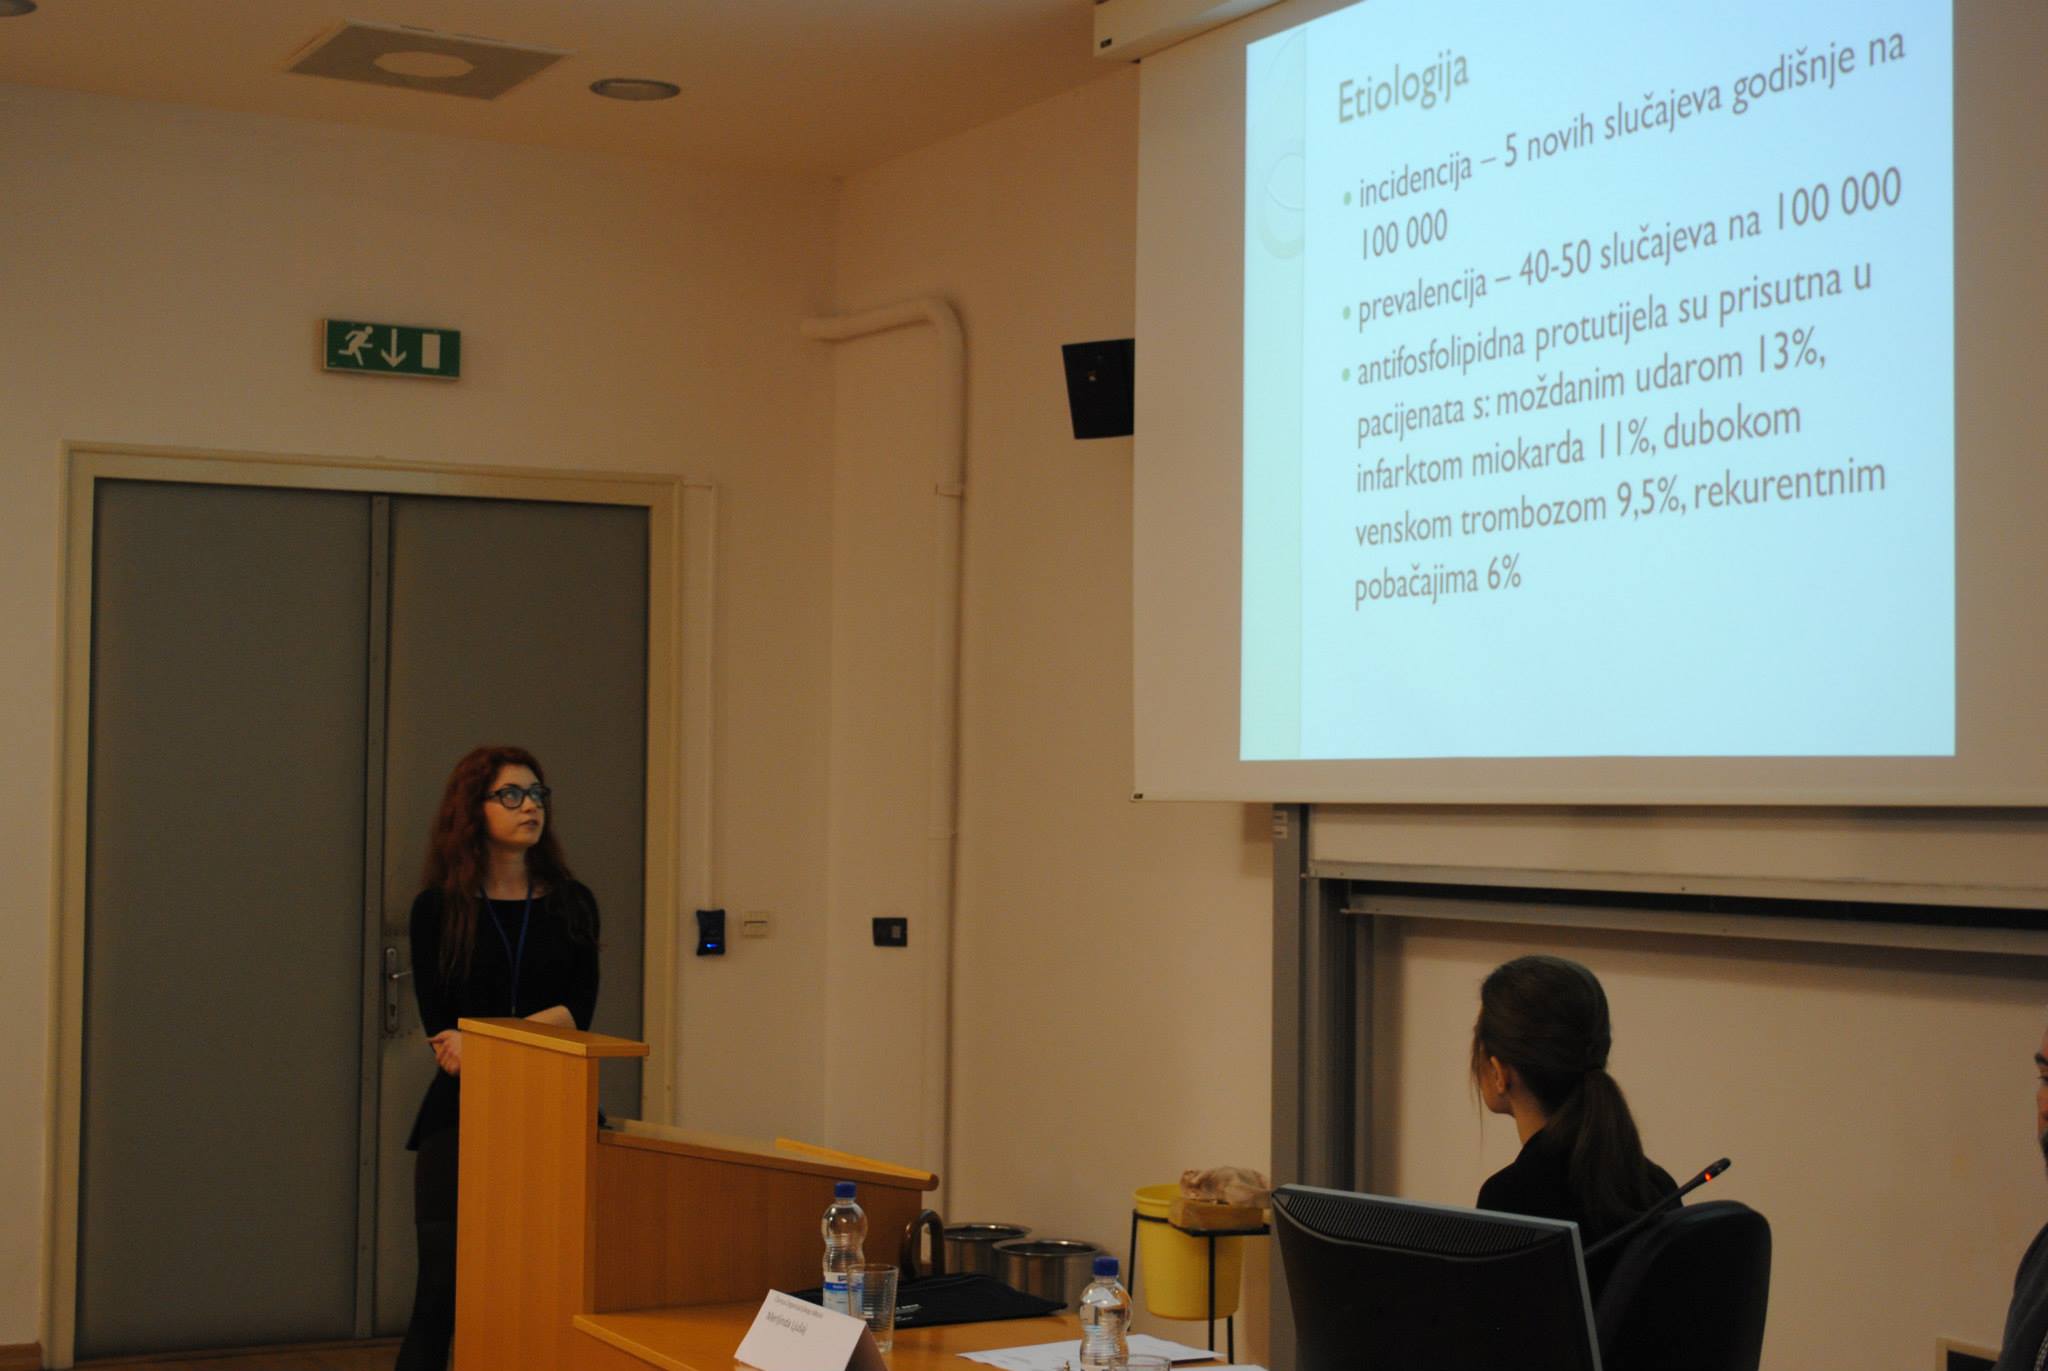 Etiologija
• incidencija – 5 novih slučajeva godišnje na
100 000
• prevalencija – 40-50 slučajeva na 100 000
• antifosfolipidna protutijela su prisutna u
pacijenata s: moždanim udarom 13%,
infarktom miokarda 11%, dubokom
venskom trombozom 9,5%, rekurentnim
pobačajima 6%